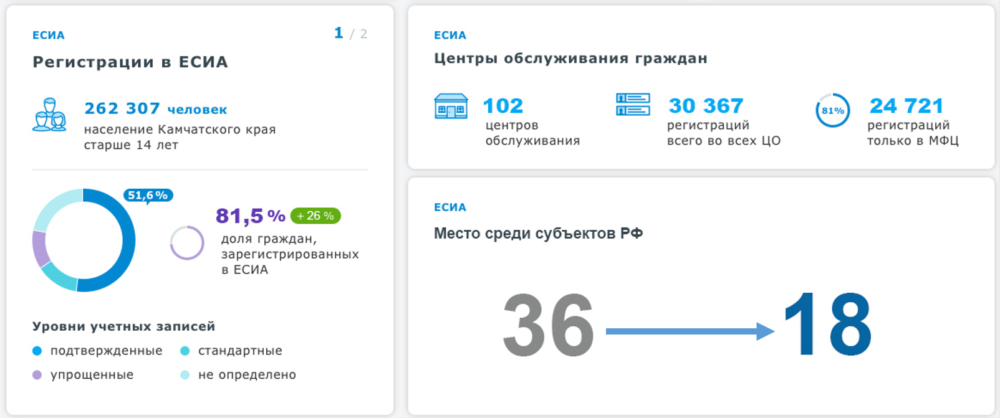 ЕСИА
1 / 2
Регистрации в ЕСИА
262 307 человек
население Камчатского края
старше 14 лет
51,6 %
81,5 % + 26 %
доля граждан,
зарегистрированных
в ЕСИА
Уровни учетных записей
подтвержденные
стандартные
упрощенные
не определено
ЕСИА
Центры обслуживания граждан
102
центров
обслуживания
30 367
регистраций
всего во всех ЦО
81%
24 721
регистраций
только в МФЦ
ЕСИА
Место среди субъектов РФ
36
18